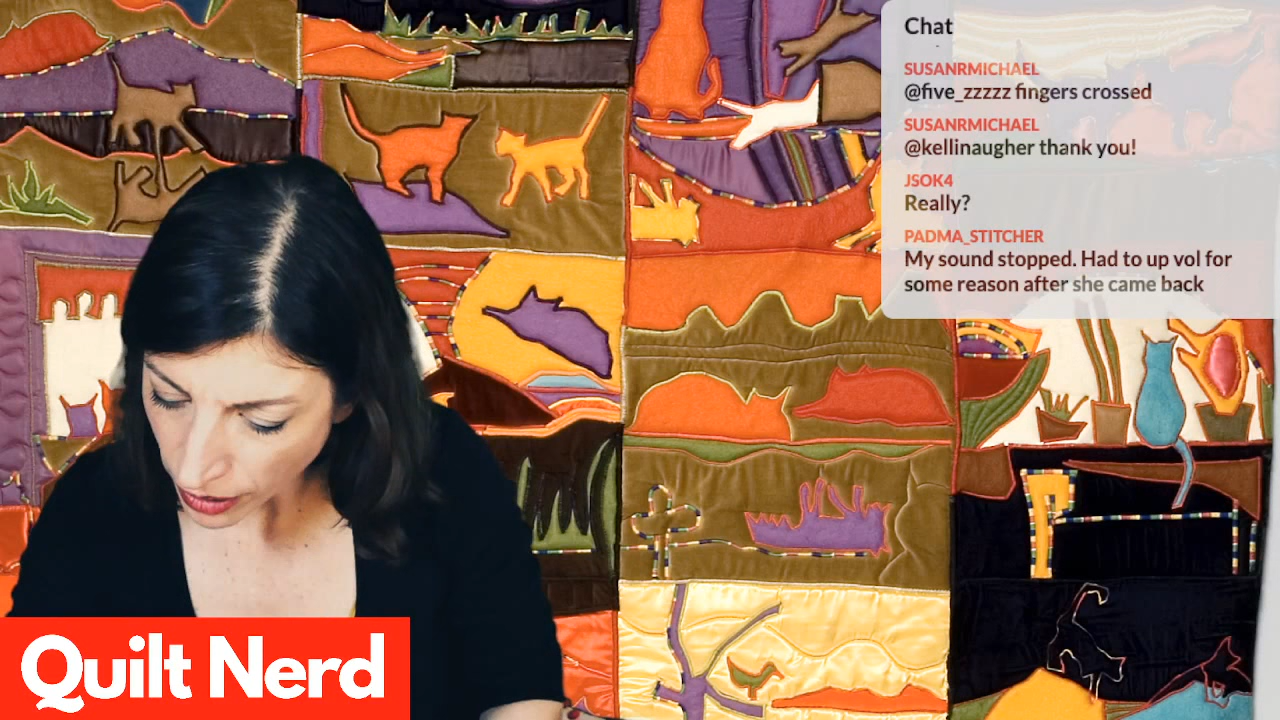 Chat
SUSANRMICHAEL
@five_zzzzz fingers crossed
SUSANRMICHAEL
@kellinaugher thank you!
JSOK4
Really?
PADMA_STITCHER
My sound stopped. Had to up vol for
some reason after she came back
Quilt Nerd